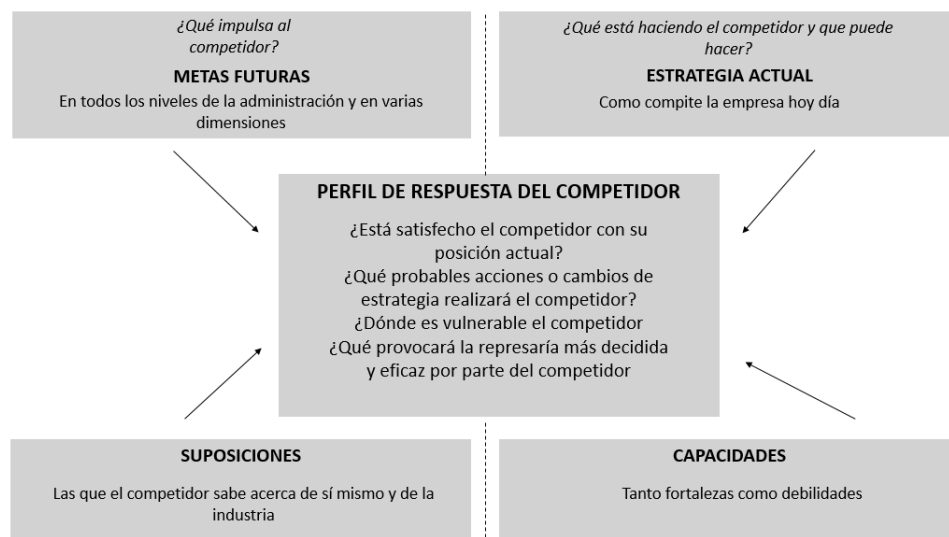 ¿Qué impulsa al
competidor?
METAS FUTURAS
En todos los niveles de la administración y en varias
dimensiones
¿Qué está haciendo el competidor y que puede
hacer?
ESTRATEGIA ACTUAL
Como compite la empresa hoy día
PERFIL DE RESPUESTA DEL COMPETIDOR
¿Está satisfecho el competidor con su
posición actual?
¿Qué probables acciones o cambios de
estrategia realizará el competidor?
¿Dónde es vulnerable el competidor
¿Qué provocará la represaría más decidida
y eficaz por parte del competidor
SUPOSICIONES
Las que el competidor sabe acerca de sí mismo y de la
industria
CAPACIDADES
Tanto fortalezas como debilidades